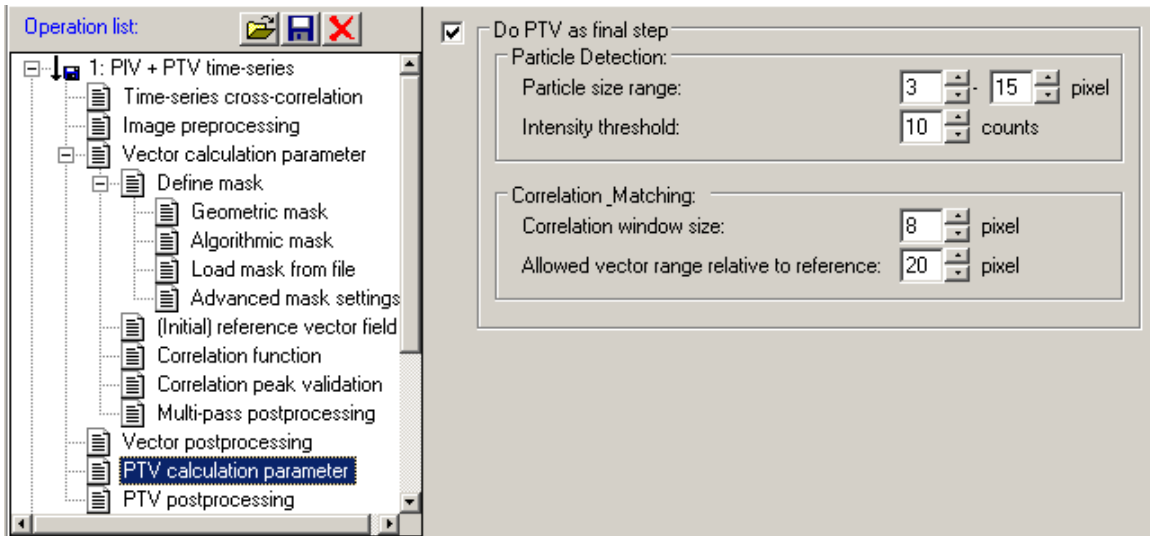 Operation list:
1: PIV + PTV time-series
Time-series cross-correlation
Image preprocessing
Vector calculation parameter
Define mask
Geometric mask
Algorithmic mask
Load mask from file
Advanced mask settings
(Initial) reference vector field
Correlation function
Correlation peak validation
Multi-pass postprocessing
Vector postprocessing
PTV calculation parameter
PTV postprocessing
Do PTV as final step
Particle Detection:
Particle size range: 3 - 15 pixel
Intensity threshold: 10 counts
Correlation _Matching:
Correlation window size: 8 pixel
Allowed vector range relative to reference: 20 pixel